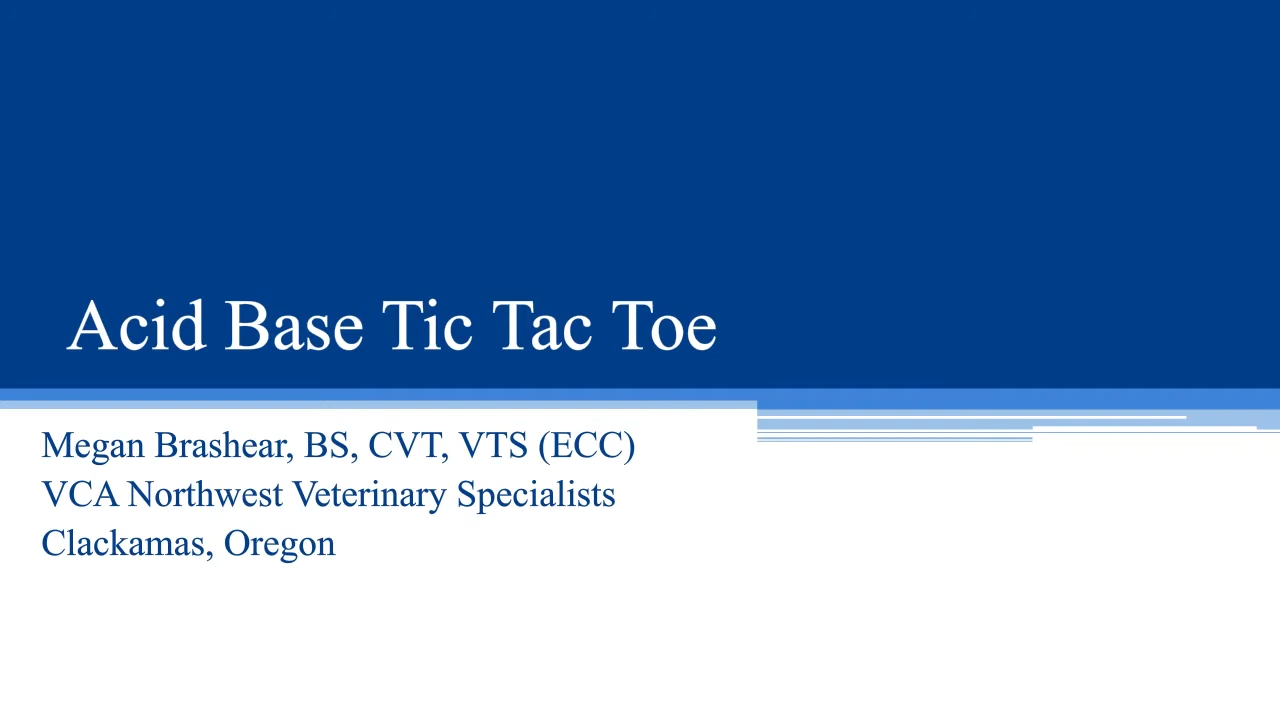 Acid Base Tic Tac Toe
Megan Brashear, BS, CVT, VTS (ECC)
VCA Northwest Veterinary Specialists
Clackamas, Oregon